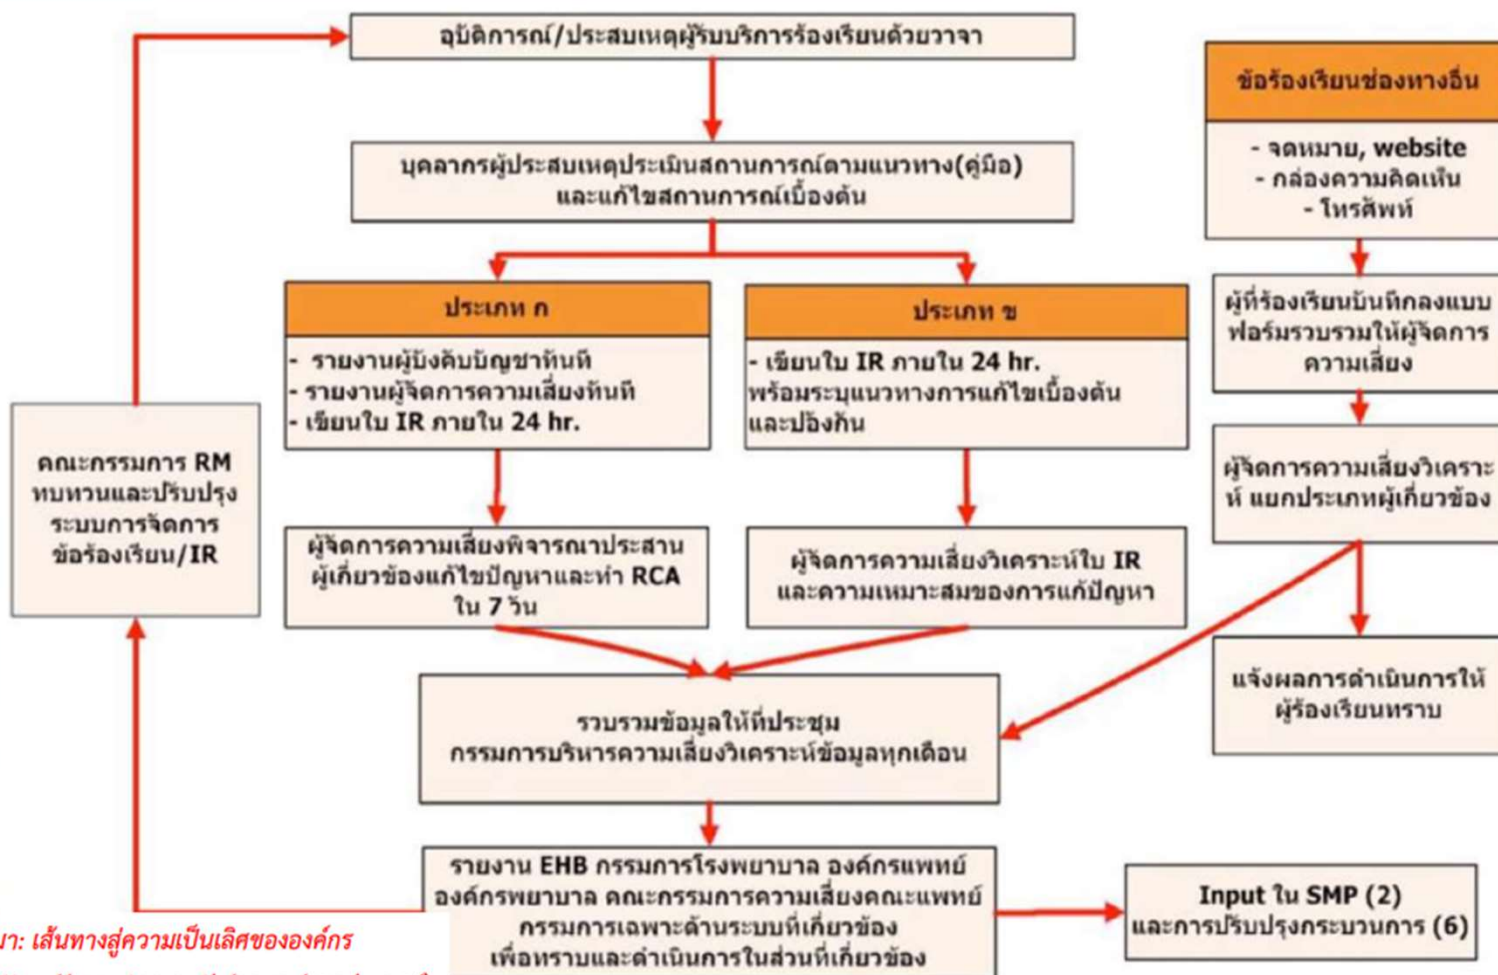 อุบัติการณ์/ประสบเหตุผู้รับบริการร้องเรียนด้วยวาจา
บุคลากรผู้ประสบเหตุประเมินสถานการณ์ตามแนวทาง(คู่มือ)
และแก้ไขสถานการณ์เบื้องต้น
ประเภท ก
- รายงานผู้บังคับบัญชาทันที
- รายงานผู้จัดการความเสี่ยงทันที
- เขียนใบ IR ภายใน 24 hr.
ประเภท ข
- เขียนใบ IR ภายใน 24 hr.
พร้อมระบุแนวทางการแก้ไขเบื้องต้น
และป้องกัน
ข้อร้องเรียนช่องทางอื่น
- จดหมาย, website
- กล่องความคิดเห็น
- โทรศัพท์
ผู้ที่ร้องเรียนบันทึกลงแบบ
ฟอร์มรวบรวมให้ผู้จัดการ
ความเสี่ยง
ผู้จัดการความเสี่ยงวิเคราะ
ห์ แยกประเภทผู้เกี่ยวข้อง
แจ้งผลการดำเนินการให้
ผู้ร้องเรียนทราบ
คณะกรรมการ RM
ทบทวนและปรับปรุง
ระบบการจัดการ
ข้อร้องเรียน/IR
ผู้จัดการความเสี่ยงพิจารณาประสาน
ผู้เกี่ยวข้องแก้ไขปัญหาและทำ RCA
ใน 7 วัน
ผู้จัดการความเสี่ยงวิเคราะห์ใบ IR
และความเหมาะสมของการแก้ปัญหา
รวบรวมข้อมูลให้ที่ประชุม
กรรมการบริหารความเสี่ยงวิเคราะห์ข้อมูลทุกเดือน
รายงาน EHB กรรมการโรงพยาบาล องค์กรแพทย์
องค์กรพยาบาล คณะกรรมการความเสี่ยงคณะแพทย์
กรรมการเฉพาะด้านระบบที่เกี่ยวข้อง
เพื่อทราบและดำเนินการในส่วนที่เกี่ยวข้อง
Input ใน SMP (2)
และการปรับปรุงกระบวนการ (6)
มา: เส้นทางสู่ความเป็นเลิศขององค์กร